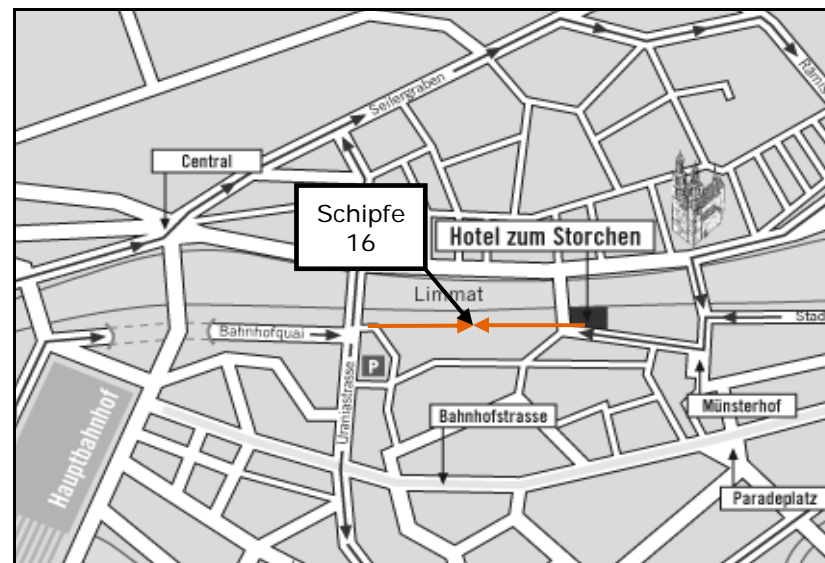 Seilergraben
Rämis
Central
Schipfe
16
Hotel zum Storchen
Limmat
Bahnhofquai
Stad
P
Uraniastrasse
Hauptbahnhof
Bahnhofstrasse
Münsterhof
Paradeplatz